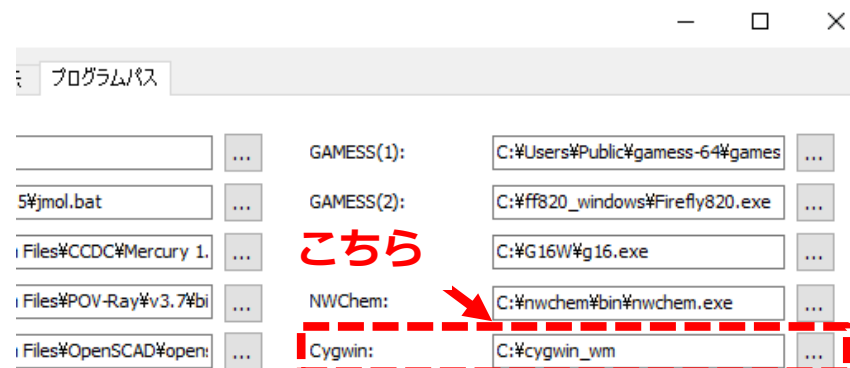 プログラムパス
...
GAMESS(1):
C:¥Users¥Public¥gamess-64¥games
...
5¥jmol.bat
...
GAMESS(2):
C:¥ff820_windows¥Firefly820.exe
...
Files¥CCDC¥Mercury 1.
...
こちら
C:¥G16W¥g16.exe
...
Files¥POV-Ray¥v3.7¥bi
...
NWChem:
C:¥nwchem¥bin¥nwchem.exe
...
Files¥OpenSCAD¥open
...
Cygwin:
C:¥cygwin_wm
...